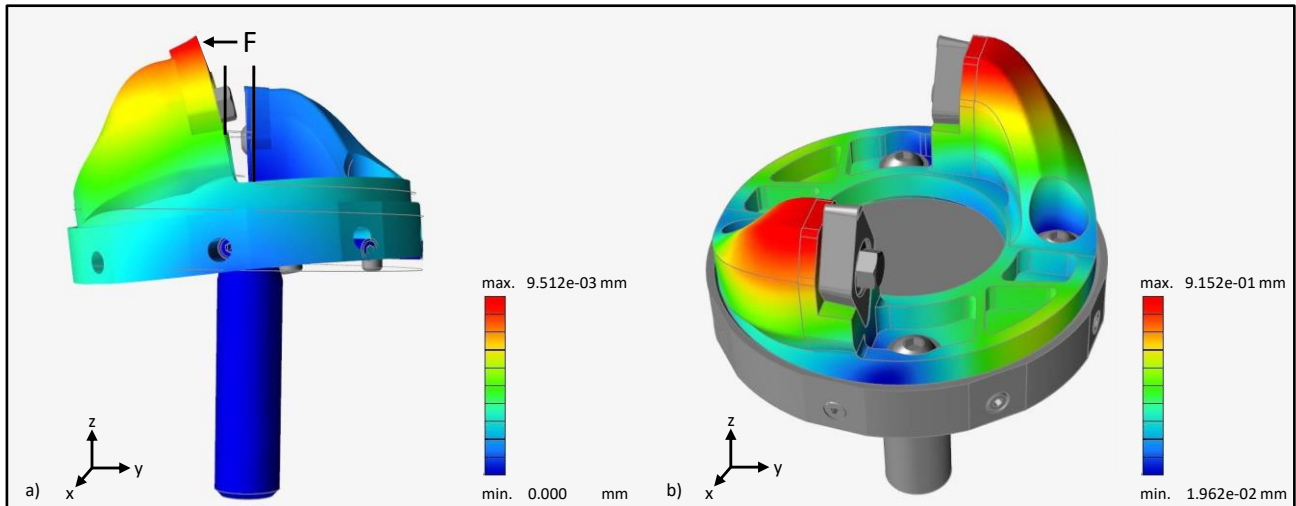 F
max. 9.512e-03 mm
min. 0.000 mm
z
y
x
a)
max. 9.152e-01 mm
min. 1.962e-02 mm
z
y
x
b)